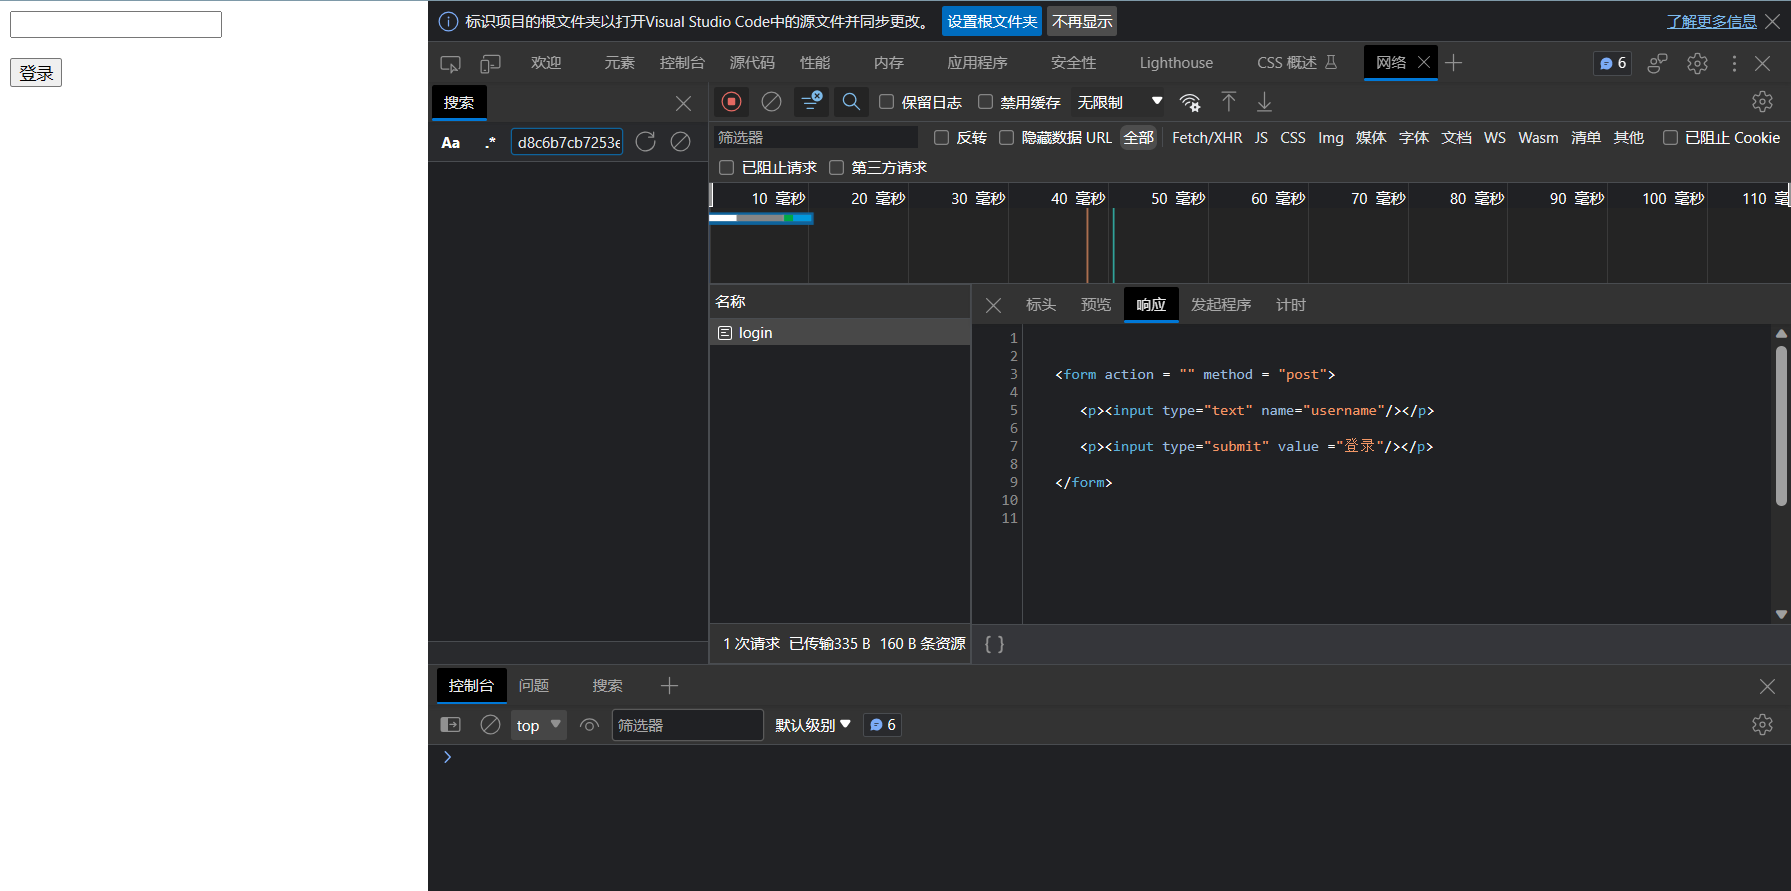 登录
标识项目的根文件夹以打开Visual Studio Code中的源文件并同步更改。 设置根文件夹 不再显示 了解更多信息
欢迎 元素 控制台 源代码 性能 内存 应用程序 安全性 Lighthouse CSS 概述 网络 6
搜索
Aa .* d8c6b7cb7253e
保留日志 禁用缓存 无限制
筛选器 反转 隐藏数据 URL 全部 Fetch/XHR JS CSS Img 媒体 字体 文档 WS Wasm 清单 其他 已阻止 Cookie
已阻止请求 第三方请求
10 毫秒 20 毫秒 30 毫秒 40 毫秒 50 毫秒 60 毫秒 70 毫秒 80 毫秒 90 毫秒 100 毫秒 110 毫
名称
login
1 次请求 已传输335 B 160 B 条资源
标头 预览 响应 发起程序 计时
1
2
3 <form action = "" method = "post">
4
5 <p><input type="text" name="username"/></p>
6
7 <p><input type="submit" value ="登录"/></p>
8
9 </form>
10
11
{ }
控制台 问题 搜索
top 筛选器 默认级别 6